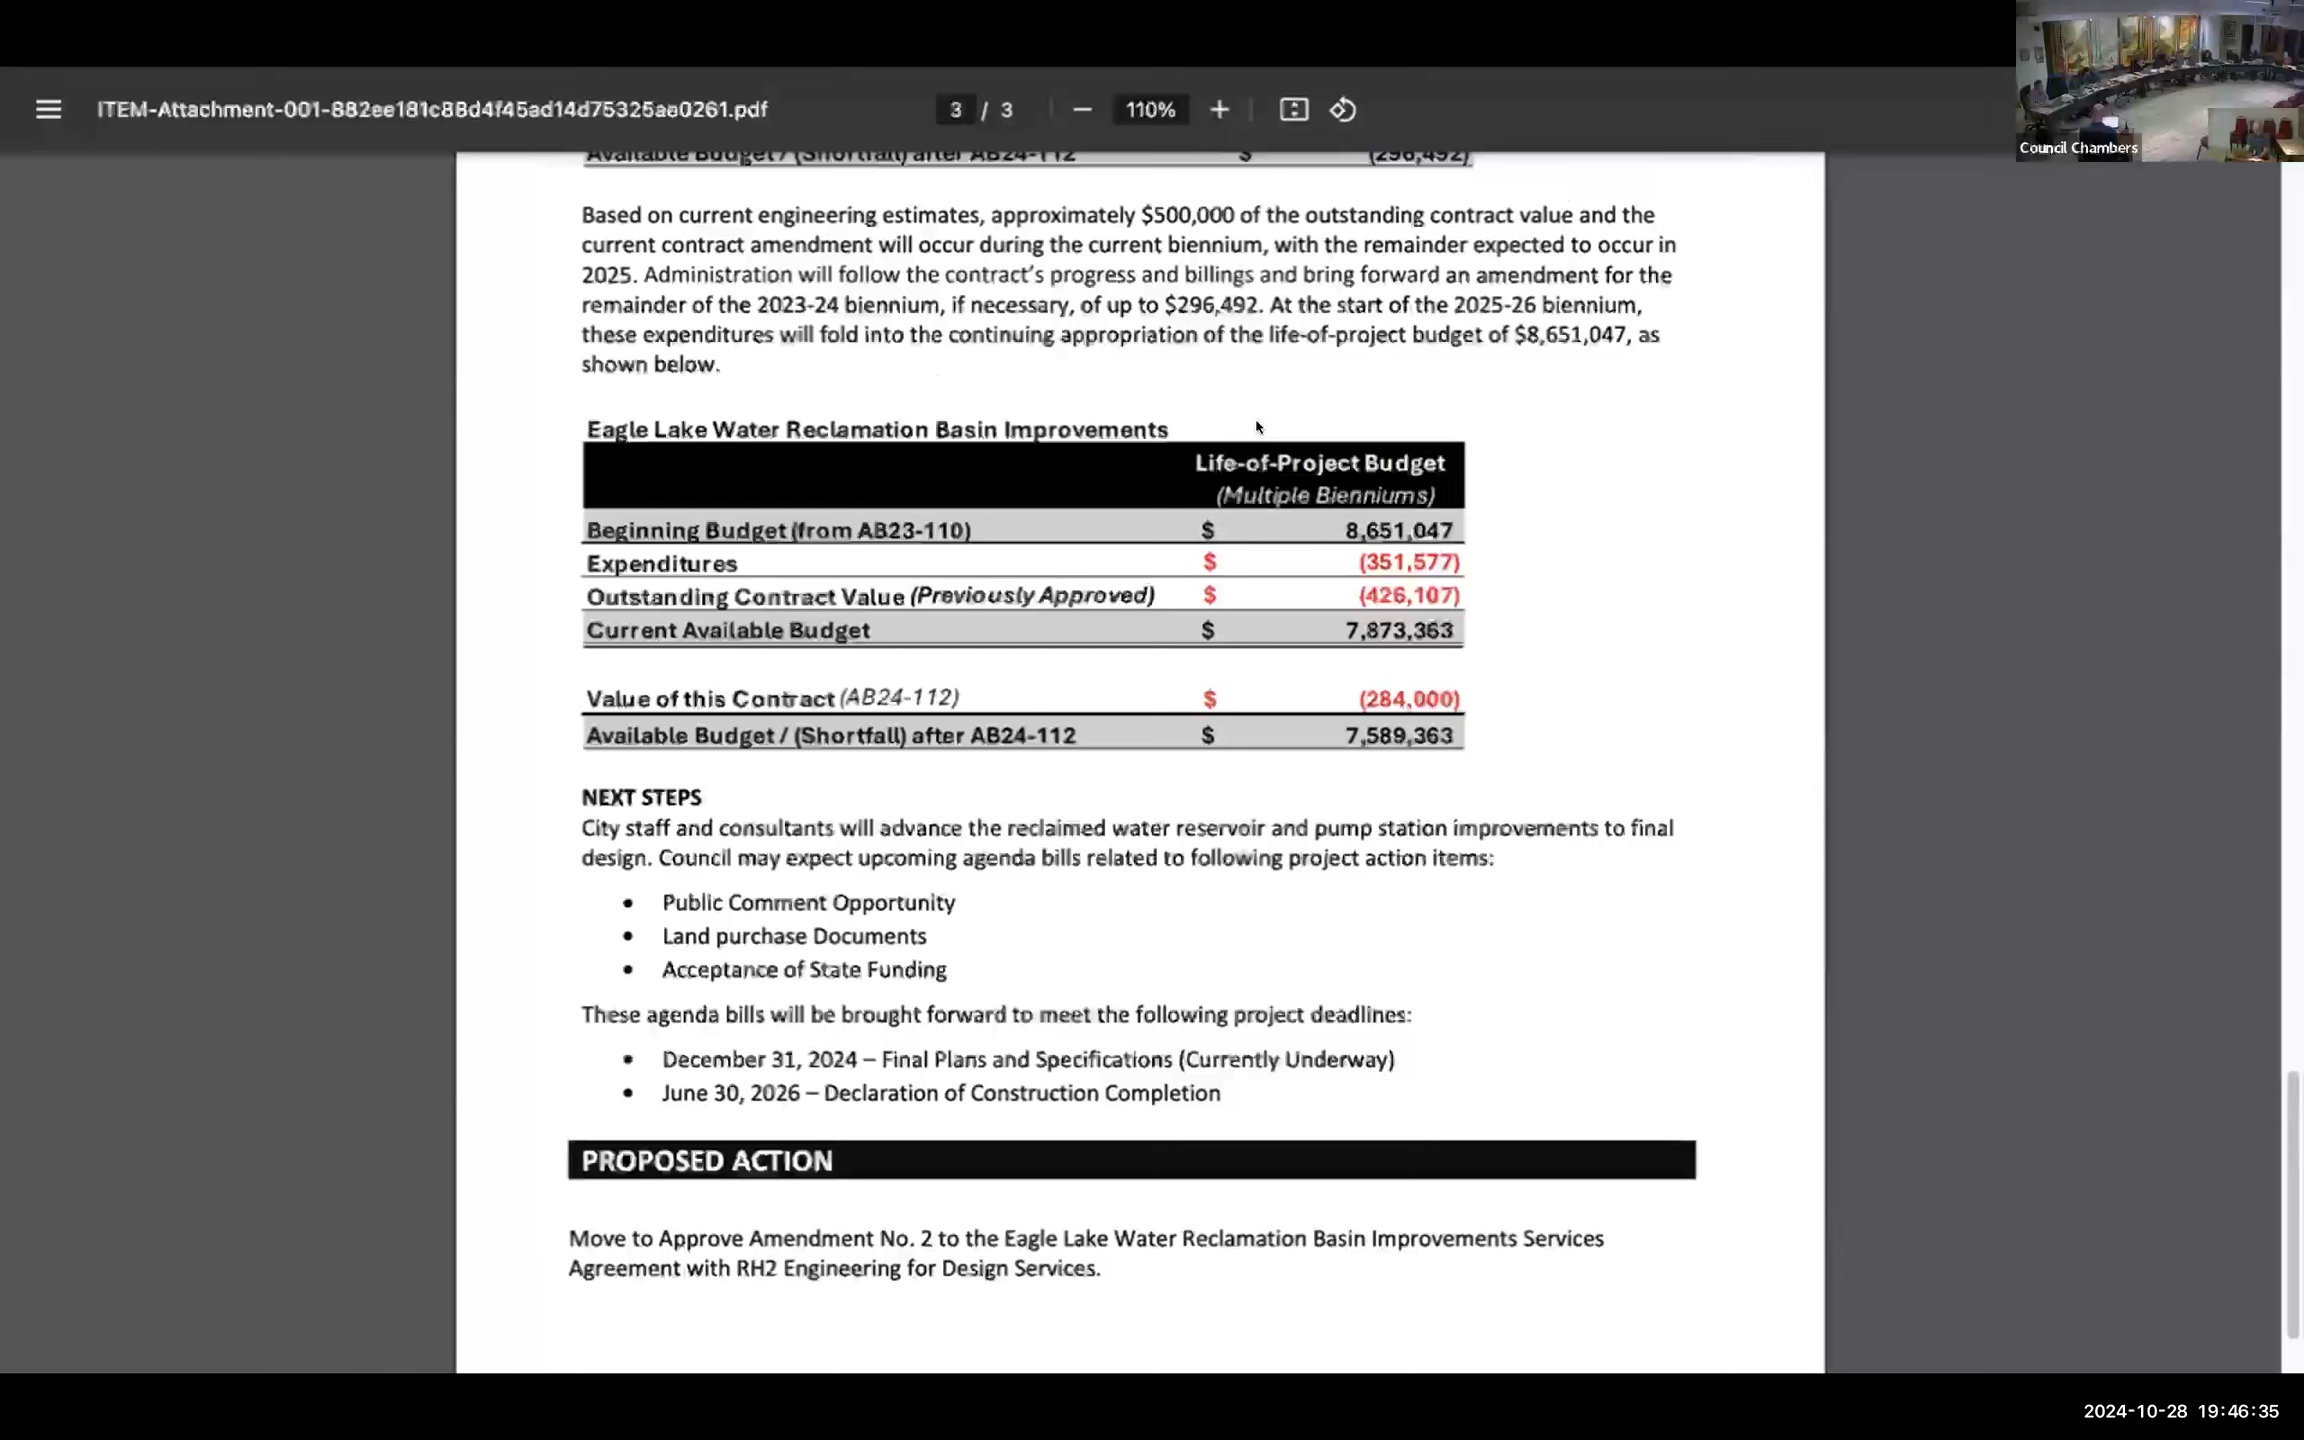 ITEM-Attachment-001-882ee181c88d4f45ad14d75325ae0261.pdf
3 / 3
110%
Council Chambers
Available Budget / (Shortfall) after AB24-112 $ (296,492)
Based on current engineering estimates, approximately $500,000 of the outstanding contract value and the
current contract amendment will occur during the current biennium, with the remainder expected to occur in
2025. Administration will follow the contract's progress and billings and bring forward an amendment for the
remainder of the 2023-24 biennium, if necessary, of up to $296,492. At the start of the 2025-26 biennium,
these expenditures will fold into the continuing appropriation of the life-of-project budget of $8,651,047, as
shown below.
Eagle Lake Water Reclamation Basin Improvements
Life-of-Project Budget
(Multiple Bienniums)
Beginning Budget (from AB23-110) $ 8,651,047
Expenditures $ (351,577)
Outstanding Contract Value (Previously Approved) $ (426,107)
Current Available Budget $ 7,873,363
Value of this Contract (AB24-112) $ (284,000)
Available Budget / (Shortfall) after AB24-112 $ 7,589,363
NEXT STEPS
City staff and consultants will advance the reclaimed water reservoir and pump station improvements to final
design. Council may expect upcoming agenda bills related to following project action items:
• Public Comment Opportunity
• Land purchase Documents
• Acceptance of State Funding
These agenda bills will be brought forward to meet the following project deadlines:
• December 31, 2024 – Final Plans and Specifications (Currently Underway)
• June 30, 2026 – Declaration of Construction Completion
PROPOSED ACTION
Move to Approve Amendment No. 2 to the Eagle Lake Water Reclamation Basin Improvements Services
Agreement with RH2 Engineering for Design Services.
2024-10-28 19:46:35